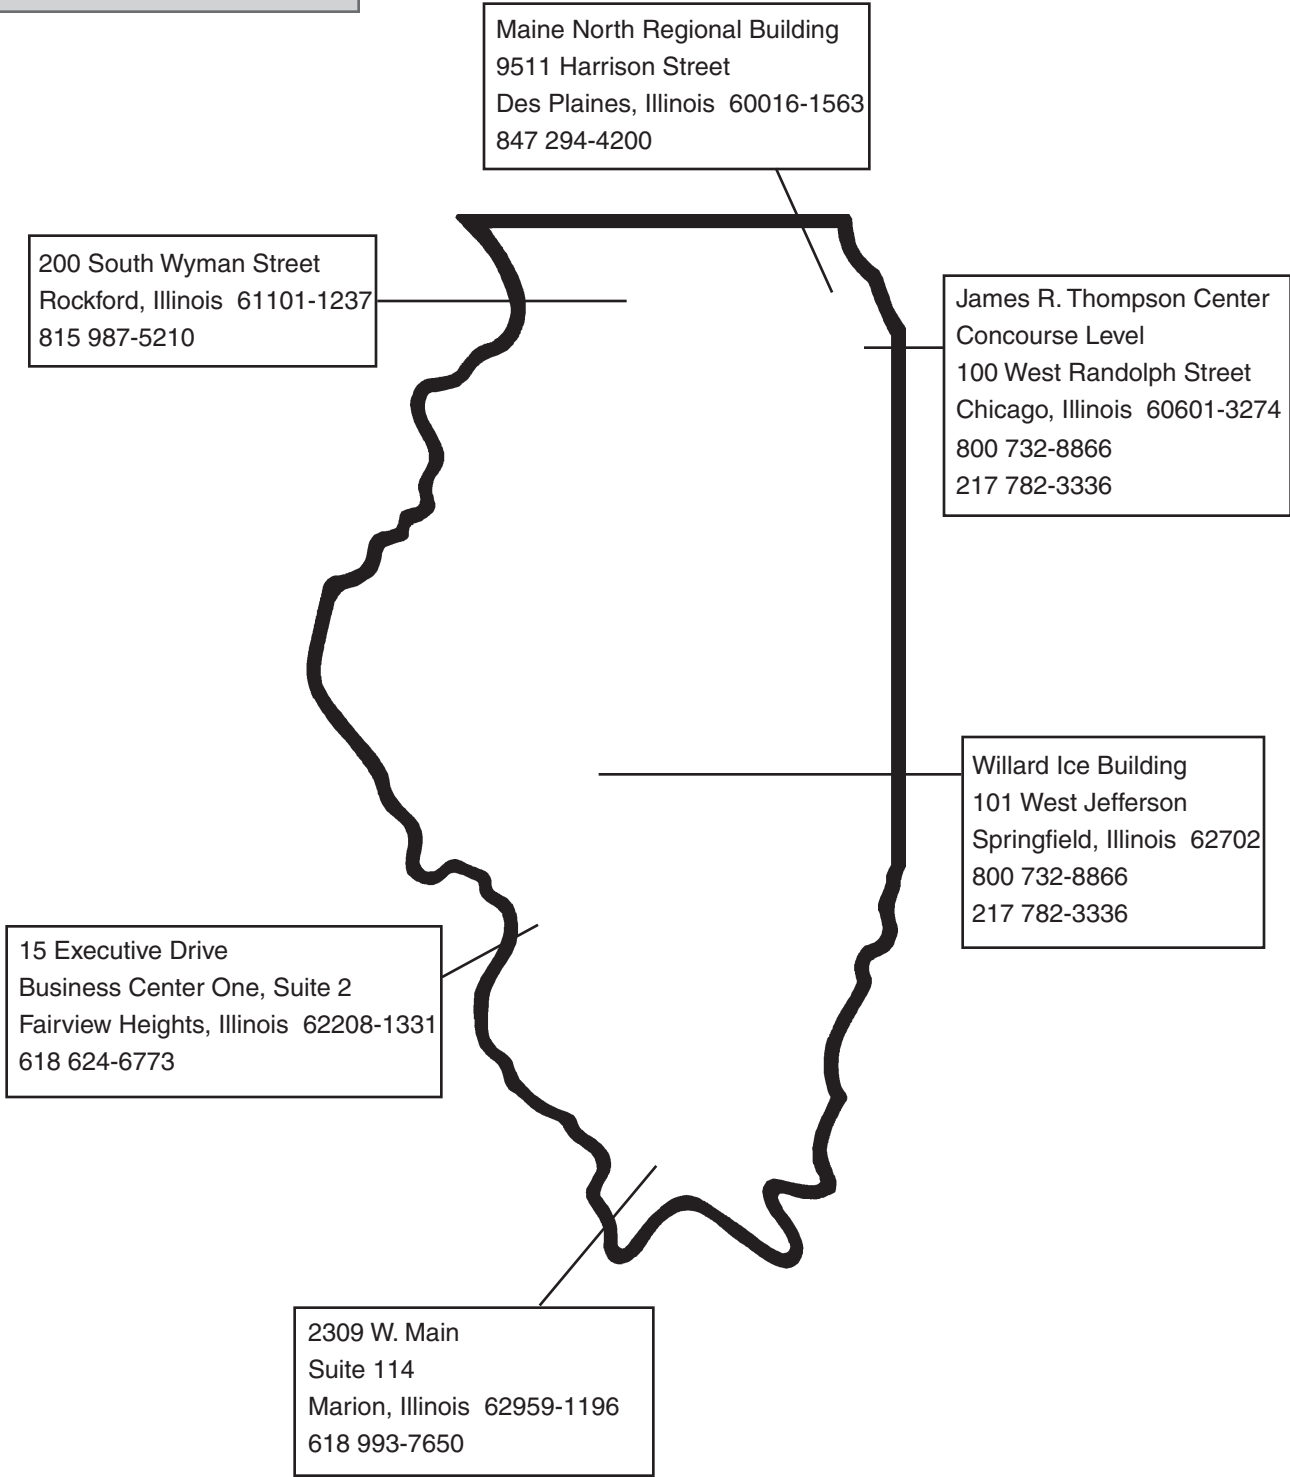 Maine North Regional Building
9511 Harrison Street
Des Plaines, Illinois  60016-1563
847 294-4200
200 South Wyman Street
Rockford, Illinois  61101-1237
815 987-5210
James R. Thompson Center
Concourse Level
100 West Randolph Street
Chicago, Illinois  60601-3274
800 732-8866
217 782-3336
Willard Ice Building
101 West Jefferson
Springfield, Illinois  62702
800 732-8866
217 782-3336
15 Executive Drive
Business Center One, Suite 2
Fairview Heights, Illinois  62208-1331
618 624-6773
2309 W. Main
Suite 114
Marion, Illinois  62959-1196
618 993-7650